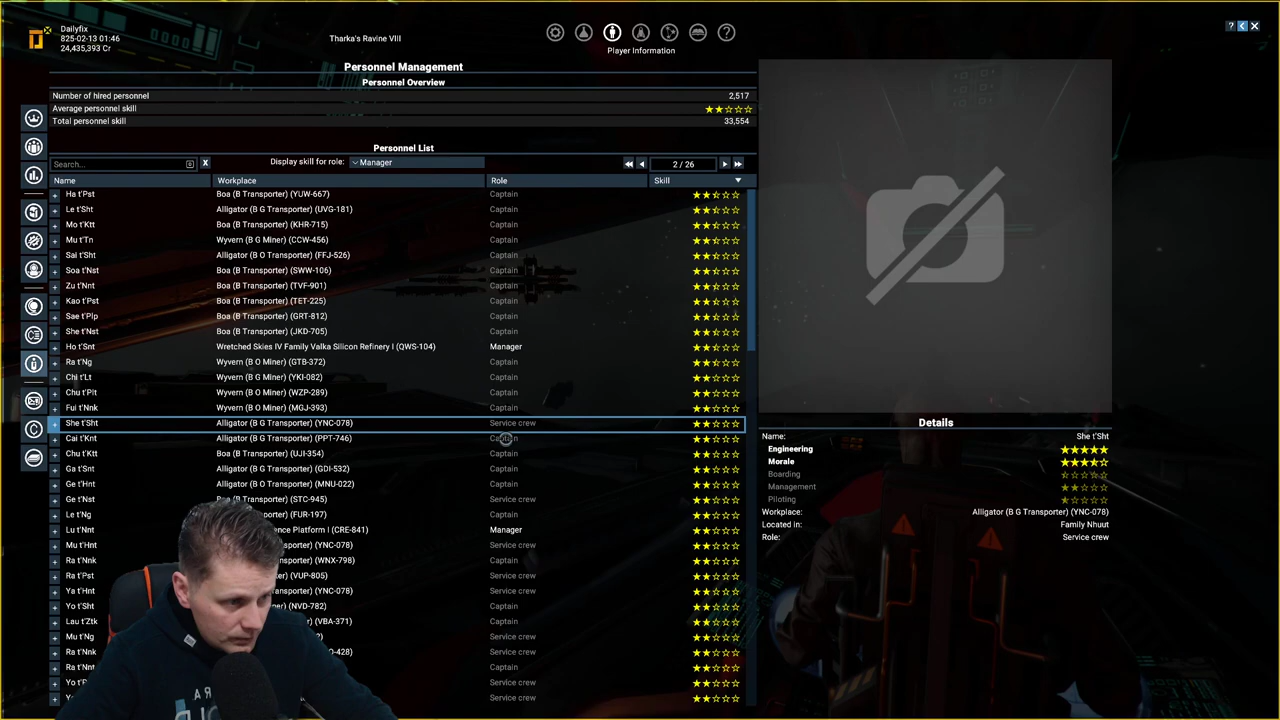 Dailyfix
825-02-13 01:46
24,435,393 Cr
Tharka's Ravine VIII
Player Information
?
Personnel Management
Personnel Overview
Number of hired personnel 2,517
Average personnel skill
Total personnel skill 33,554
Personnel List
Search... x Display skill for role: Manager 2 / 26
Name Workplace Role Skill
Ha t'Pst Boa (B Transporter) (YUW-667) Captain
Le t'Sht Alligator (B G Transporter) (UVG-181) Captain
Mo t'Ktt Boa (B Transporter) (KHR-715) Captain
Mu t'Tn Wyvern (B G Miner) (CCW-456) Captain
Sal t'Sht Alligator (B O Transporter) (FFJ-526) Captain
Soa t'Nst Boa (B Transporter) (SWW-106) Captain
Zu t'Nnt Boa (B Transporter) (TVF-901) Captain
Kao t'Pst Boa (B Transporter) (TET-225) Captain
Sae t'Plp Boa (B Transporter) (GRT-812) Captain
She t'Nst Boa (B Transporter) (JKD-705) Captain
Ho t'Snt Wretched Skies IV Family Valka Silicon Refinery I (QWS-104) Manager
Ra t'Ng Wyvern (B O Miner) (GTB-372) Captain
Chi t'Lt Wyvern (B G Miner) (YKI-082) Captain
Chu t'Plt Wyvern (B O Miner) (WZP-289) Captain
Ful t'Nnk Wyvern (B O Miner) (MGJ-393) Captain
She t'Sht Alligator (B G Transporter) (YNC-078) Service crew
Cai t'Knt Alligator (B G Transporter) (PPT-746) Captain
Chu t'Ktt Boa (B Transporter) (UJI-354) Captain
Ga t'Snt Alligator (B G Transporter) (GDI-532) Captain
Ge t'Hnt Alligator (B G Transporter) (MNU-022) Captain
Ge t'Nst Boa (B Transporter) (STC-945) Service crew
Le t'Ng sporter) (FUR-197) Captain
Lu t'Nnt ence Platform I (CRE-841) Manager
Mu t'Hnt sporter) (YNC-078) Service crew
Ra t'Nnk sporter) (WNX-798) Captain
Ra t'Pst sporter) (VUP-805) Service crew
Ya t'Hnt sporter) (YNC-078) Service crew
Yo t'Sht (NVD-782) Captain
Lau t'Ztk (VBA-371) Captain
Mu t'Ng Service crew
Ra t'Nnk -428) Service crew
Ra t'Nnt Captain
Service crew
Service crew
Details
Name: She t'Sht
Engineering
Morale
Boarding
Management
Piloting
Workplace: Alligator (B G Transporter) (YNC-078)
Located in: Family Nhuut
Role: Service crew